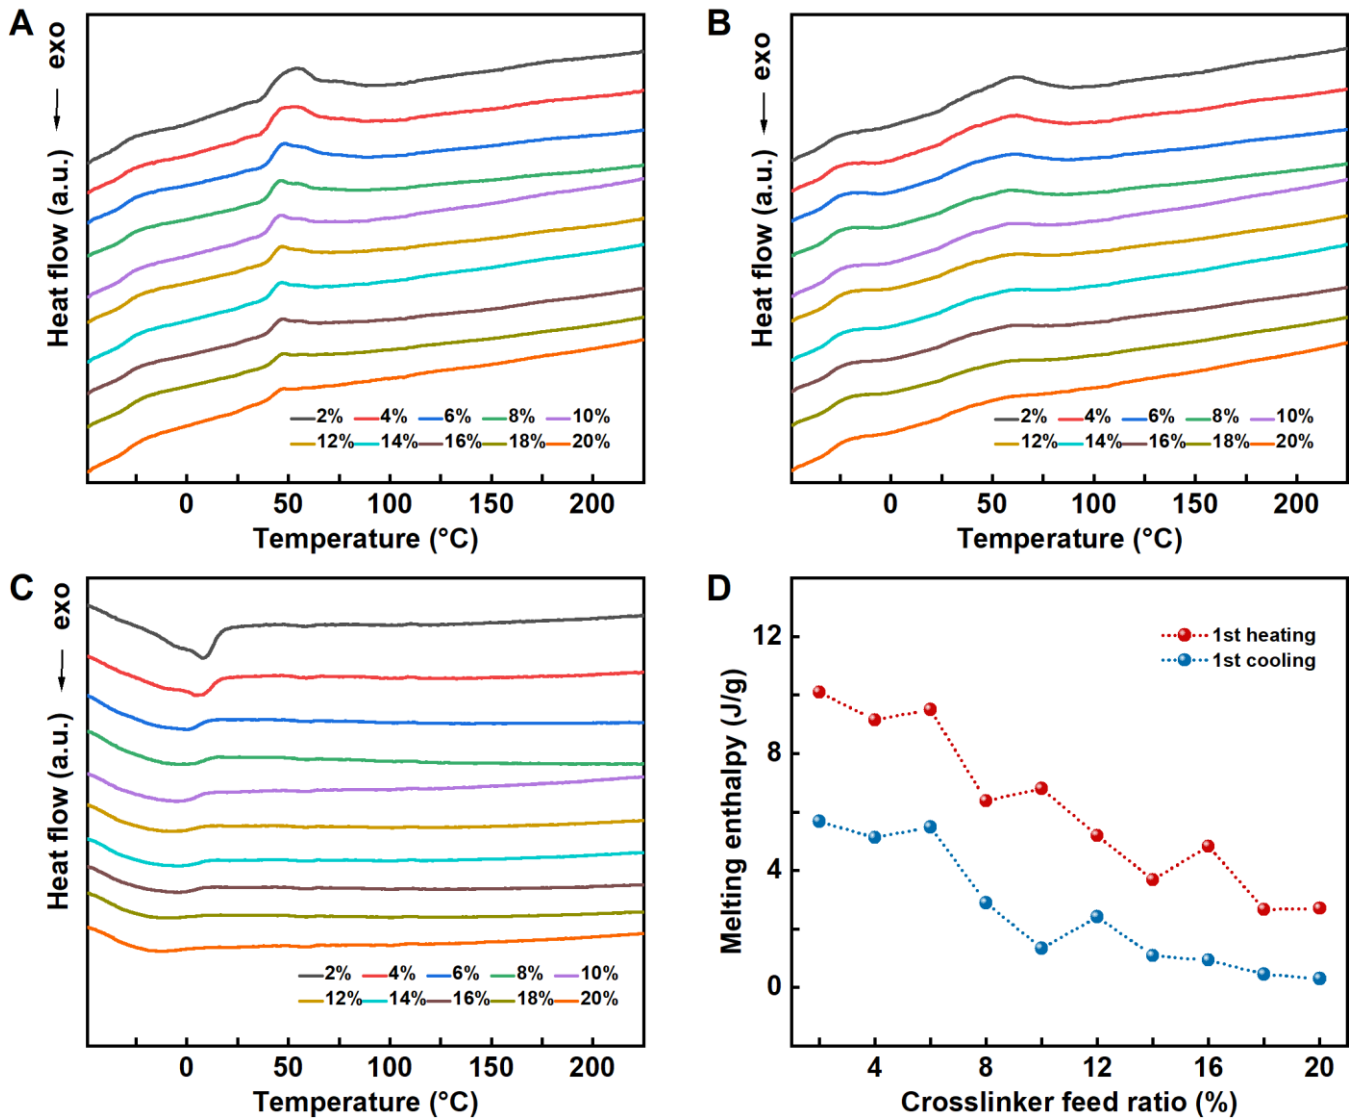 A
exo
Heat flow (a.u.)
2% 4% 6% 8% 10%
12% 14% 16% 18% 20%
0 50 100 150 200
Temperature (°C)
B
exo
Heat flow (a.u.)
2% 4% 6% 8% 10%
12% 14% 16% 18% 20%
0 50 100 150 200
Temperature (°C)
C
exo
Heat flow (a.u.)
2% 4% 6% 8% 10%
12% 14% 16% 18% 20%
0 50 100 150 200
Temperature (°C)
D
Melting enthalpy (J/g)
12
8
4
0
1st heating
1st cooling
4 8 12 16 20
Crosslinker feed ratio (%)